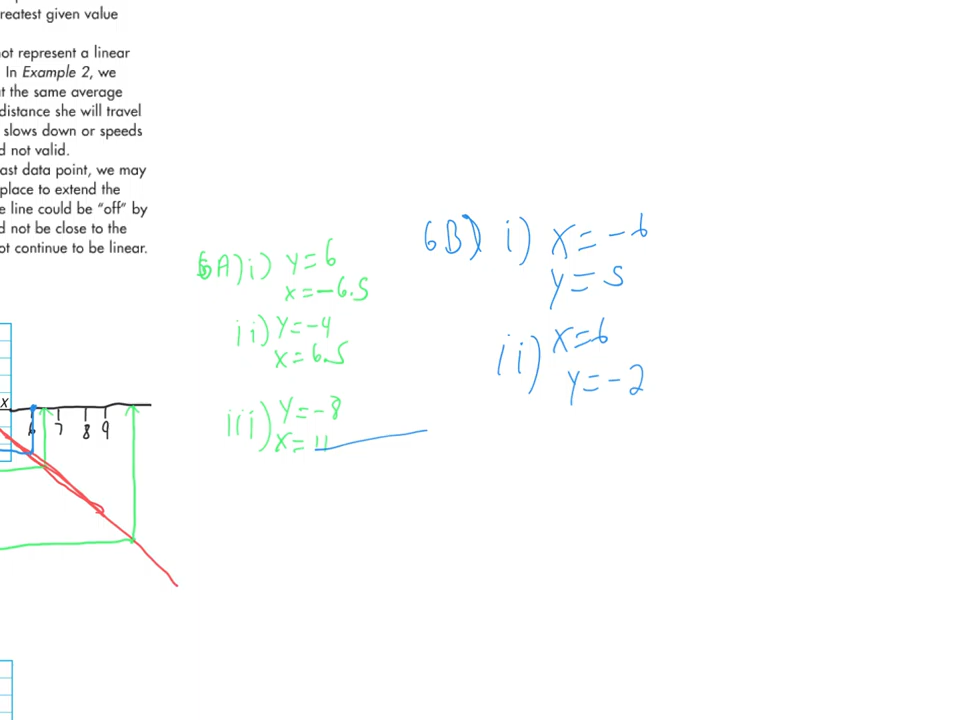 reatest given value
ot represent a linear
In Example 2, we
t the same average
distance she will travel
slows down or speeds
d not valid.
ast data point, we may
place to extend the
e line could be "off" by
d not be close to the
ot continue to be linear.
6A) i) y = 6
x = -6.5
ii) y = -4
x = 6.5
iii) y = -8
x = 11
6B) i) x = -6
y = 5
ii) x = 6
y = -2
x
6 7 8 9